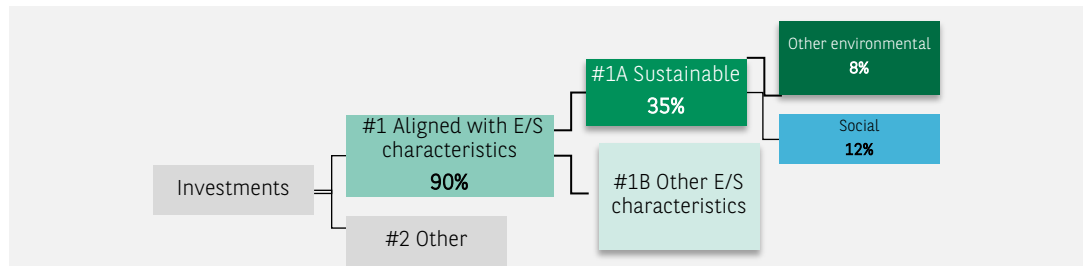 Other environmental
8%
#1A Sustainable
35%
Social
12%
#1 Aligned with E/S
characteristics
90%
#1B Other E/S
characteristics
Investments
#2 Other